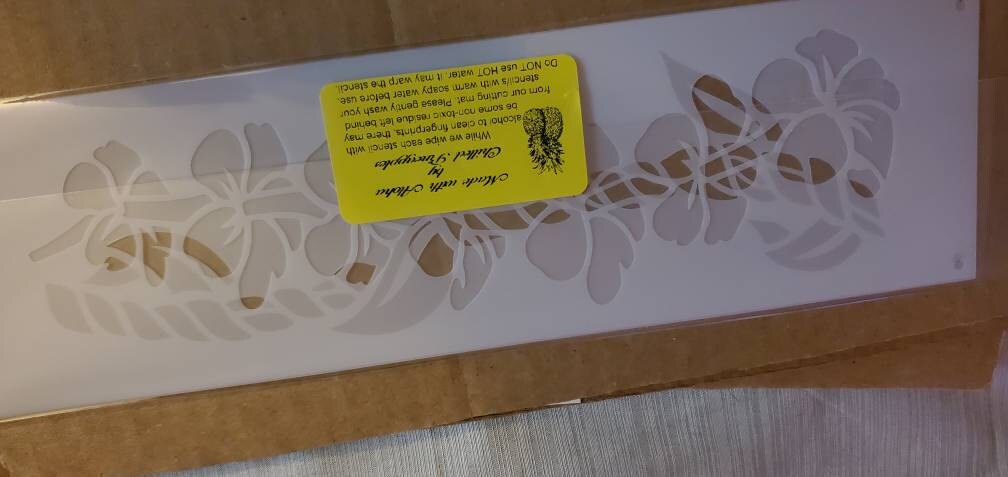 Made with Aloha
by
Chilled Pineapples
While we wipe each stencil with
alcohol to clean fingerprints, there may
be some non-toxic residue left behind
from our cutting mat. Please gently wash your
stencil/s with warm soapy water before use.
Do NOT use HOT water, it may warp the stencil.